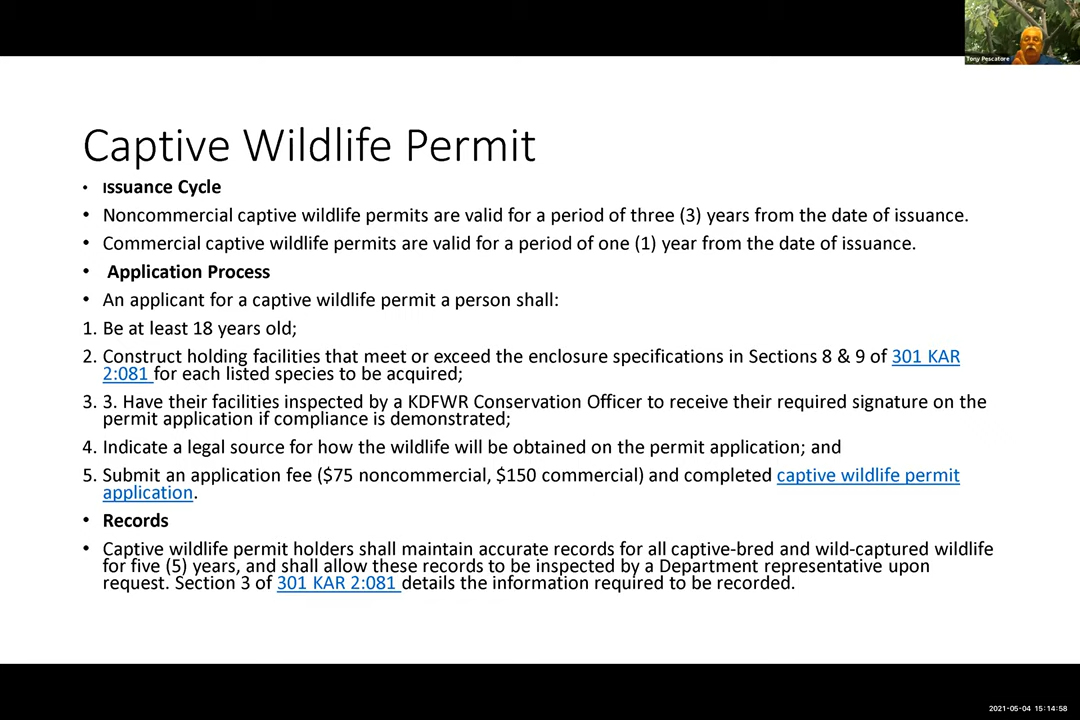 Tony Pescatore
Captive Wildlife Permit
• Issuance Cycle
• Noncommercial captive wildlife permits are valid for a period of three (3) years from the date of issuance.
• Commercial captive wildlife permits are valid for a period of one (1) year from the date of issuance.
• Application Process
• An applicant for a captive wildlife permit a person shall:
1. Be at least 18 years old;
2. Construct holding facilities that meet or exceed the enclosure specifications in Sections 8 & 9 of 301 KAR
2:081 for each listed species to be acquired;
3. 3. Have their facilities inspected by a KDFWR Conservation Officer to receive their required signature on the
permit application if compliance is demonstrated;
4. Indicate a legal source for how the wildlife will be obtained on the permit application; and
5. Submit an application fee ($75 noncommercial, $150 commercial) and completed captive wildlife permit
application.
• Records
• Captive wildlife permit holders shall maintain accurate records for all captive-bred and wild-captured wildlife
for five (5) years, and shall allow these records to be inspected by a Department representative upon
request. Section 3 of 301 KAR 2:081 details the information required to be recorded.
2021-05-04 15:14:58